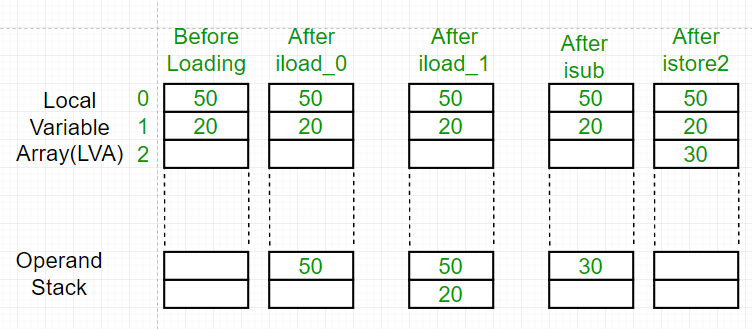 Before After After After After
Loading iload_0 iload_1 isub istore2
Local 0 50 50 50 50 50
Variable 1 20 20 20 20 20
Array(LVA) 2 30
Operand 50 50 30
Stack 20